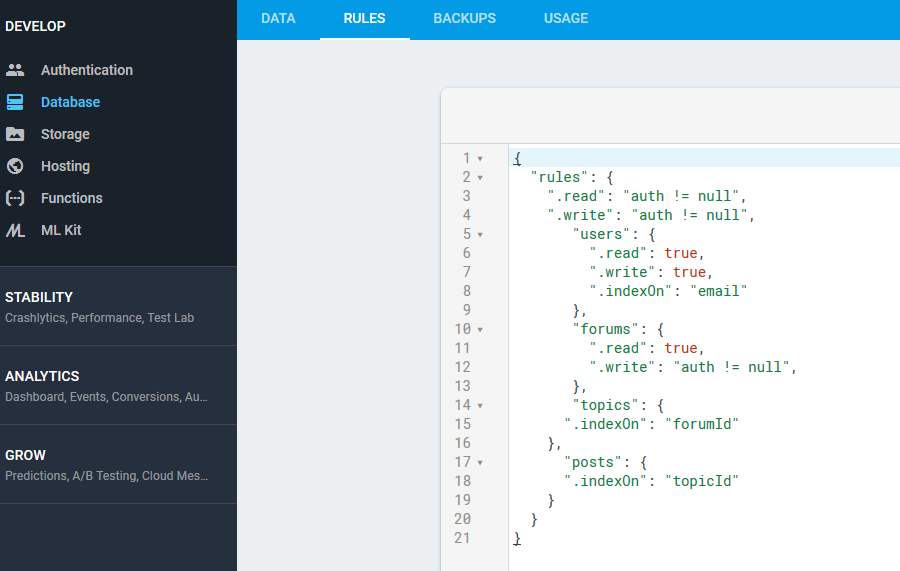 DEVELOP
Authentication
Database
Storage
Hosting
Functions
ML Kit
STABILITY
Crashlytics, Performance, Test Lab
ANALYTICS
Dashboard, Events, Conversions, Au...
GROW
Predictions, A/B Testing, Cloud Mes...
DATA RULES BACKUPS USAGE
1 {
2 "rules": {
3 ".read": "auth != null",
4 ".write": "auth != null",
5 "users": {
6 ".read": true,
7 ".write": true,
8 ".indexOn": "email"
9 },
10 "forums": {
11 ".read": true,
12 ".write": "auth != null",
13 },
14 "topics": {
15 ".indexOn": "forumId"
16 },
17 "posts": {
18 ".indexOn": "topicId"
19 }
20 }
21 }